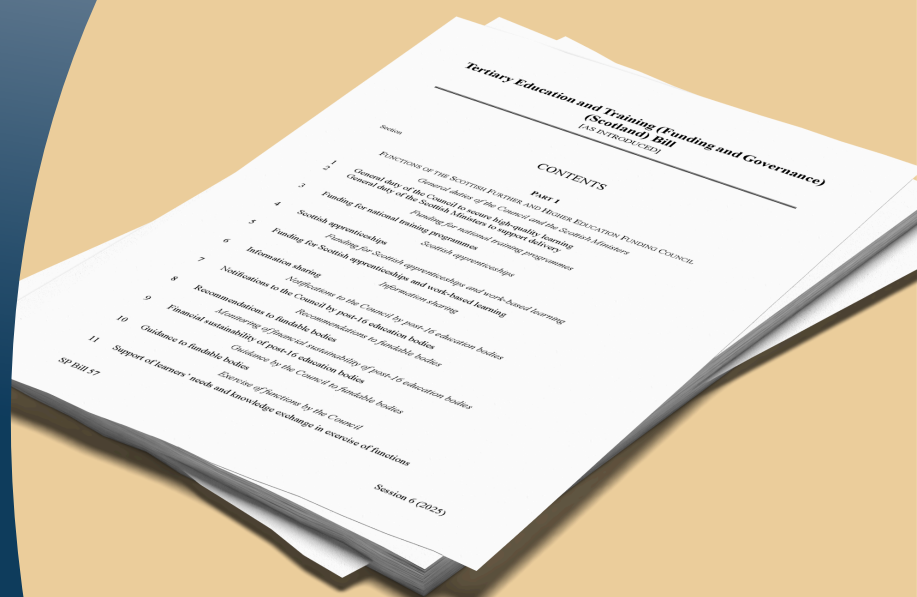 Tertiary Education and Training (Funding and Governance)
(Scotland) Bill
[AS INTRODUCED]
CONTENTS
Section
PART 1
FUNCTIONS OF THE SCOTTISH FURTHER AND HIGHER EDUCATION FUNDING COUNCIL
General duties of the Council and the Scottish Ministers
1 General duty of the Council to secure high-quality learning
2 General duty of the Scottish Ministers to support delivery
Funding for national training programmes
3 Funding for national training programmes
Scottish apprenticeships
4 Scottish apprenticeships
Funding for Scottish apprenticeships and work-based learning
5 Funding for Scottish apprenticeships and work-based learning
Information sharing
6 Information sharing
Notifications to the Council by post-16 education bodies
7 Notifications to the Council by post-16 education bodies
Recommendations to fundable bodies
8 Recommendations to fundable bodies
Monitoring of financial sustainability of post-16 education bodies
9 Financial sustainability of post-16 education bodies
Guidance by the Council to fundable bodies
10 Guidance to fundable bodies
Exercise of functions by the Council
11 Support of learners' needs and knowledge exchange in exercise of functions
SP Bill 57
Session 6 (2025)